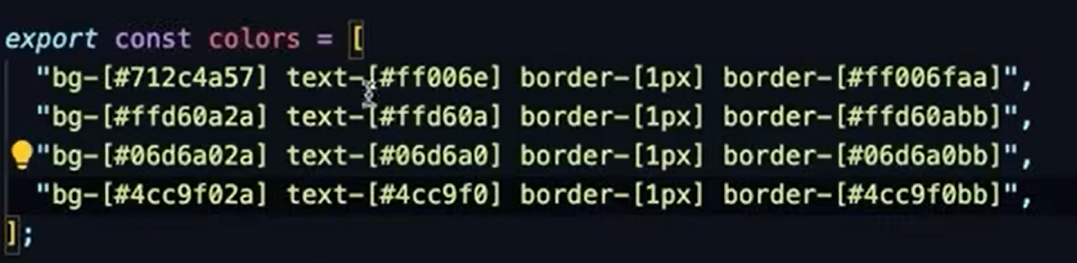 export const colors = [
"bg-[#712c4a57] text-[#ff006e] border-[1px] border-[#ff006faa]",
"bg-[#ffd60a2a] text-[#ffd60a] border-[1px] border-[#ffd60abb]",
"bg-[#06d6a02a] text-[#06d6a0] border-[1px] border-[#06d6a0bb]",
"bg-[#4cc9f02a] text-[#4cc9f0] border-[1px] border-[#4cc9f0bb]",
];